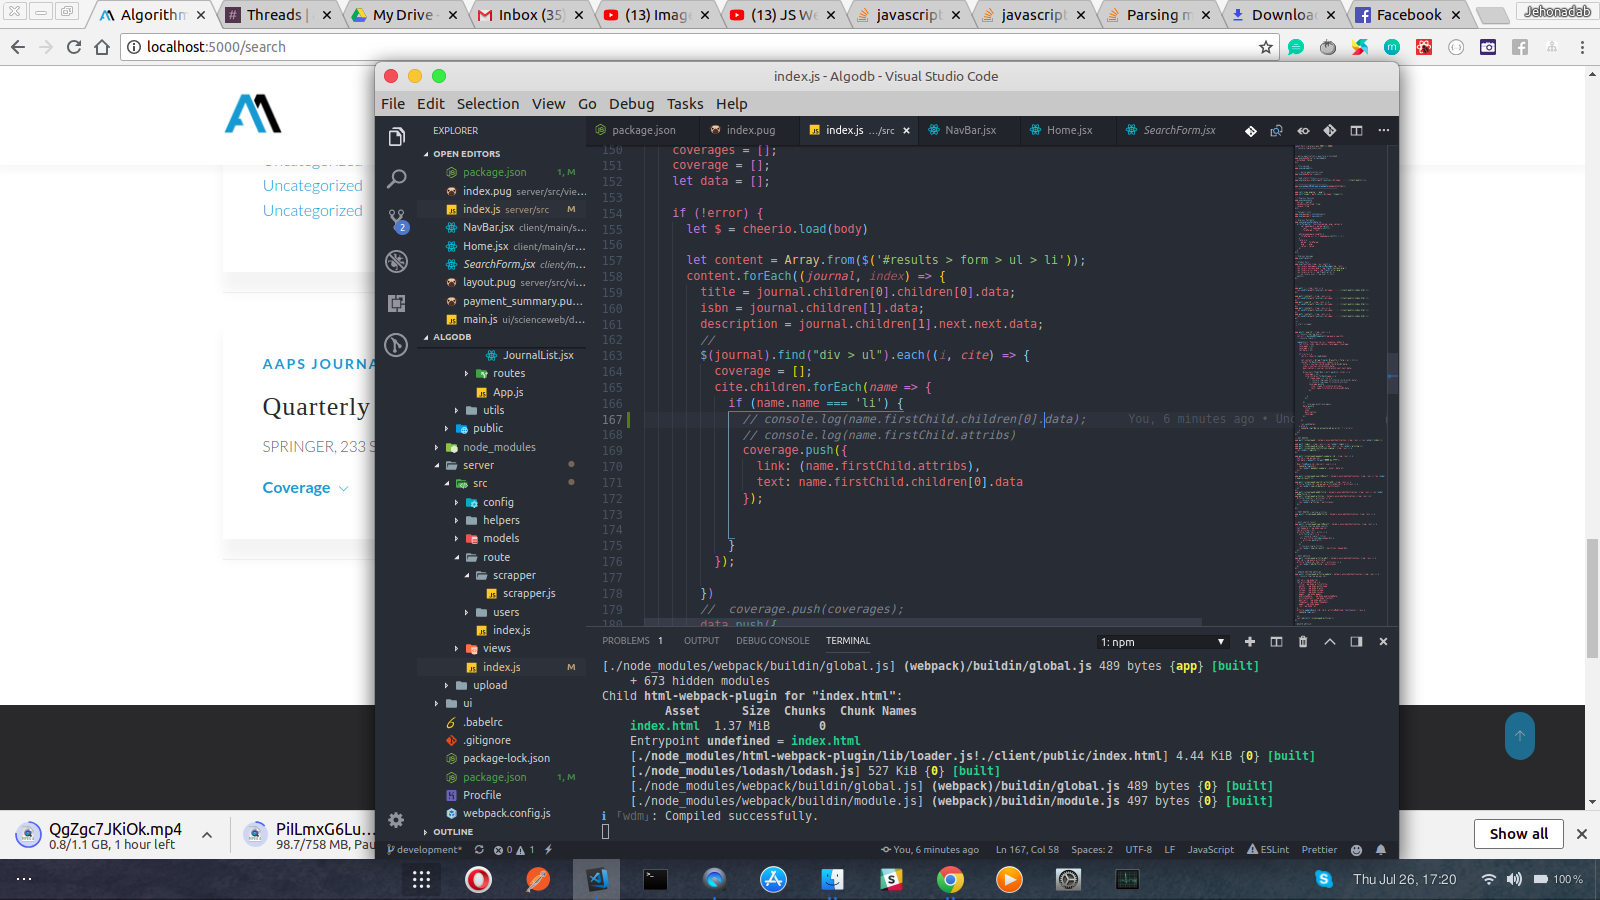 Algorithm
Threads |
My Drive -
Inbox (35)
(13) Imag
(13) JS We
javascript
javascript
Parsing m
Downloa
Facebook
Jehonadab
localhost:5000/search
Uncategorized
Uncategorized
AAPS JOURNA
Quarterly
SPRINGER, 233 S
Coverage
index.js - Algodb - Visual Studio Code
File Edit Selection View Go Debug Tasks Help
EXPLORER
OPEN EDITORS
package.json 1, M
index.pug server/src/vie...
index.js server/src M
NavBar.jsx client/main/s...
Home.jsx client/main/sr...
SearchForm.jsx client/m...
layout.pug server/src/vi...
payment_summary.pu...
main.js ui/scienceweb/d...
ALGODB
JournalList.jsx
routes
App.js
utils
public
node_modules
server
src
config
helpers
models
route
scrapper
scrapper.js
users
index.js
views
index.js M
upload
ui
.babelrc
.gitignore
package-lock.json
package.json 1, M
Procfile
webpack.config.js
OUTLINE
2
package.json index.pug index.js .../src × NavBar.jsx Home.jsx SearchForm.jsx
150 coverages = [];
151 coverage = [];
152 let data = [];
153
154 if (!error) {
155 let $ = cheerio.load(body)
156
157 let content = Array.from($('#results > form > ul > li'));
158 content.forEach((journal, index) => {
159 title = journal.children[0].children[0].data;
160 isbn = journal.children[1].data;
161 description = journal.children[1].next.next.data;
162 //
163 $(journal).find("div > ul").each((i, cite) => {
164 coverage = [];
165 cite.children.forEach(name => {
166 if (name.name === 'li') {
167 // console.log(name.firstChild.children[0].data); You, 6 minutes ago • Unc
168 // console.log(name.firstChild.attribs)
169 coverage.push({
170 link: (name.firstChild.attribs),
171 text: name.firstChild.children[0].data
172 });
173
174
175 }
176 });
177
178 })
179 // coverage.push(coverages);
180 data.push({
PROBLEMS 1 OUTPUT DEBUG CONSOLE TERMINAL 1: npm
[./node_modules/webpack/buildin/global.js] (webpack)/buildin/global.js 489 bytes {app} [built]
+ 673 hidden modules
Child html-webpack-plugin for "index.html":
Asset Size Chunks Chunk Names
index.html 1.37 MiB 0
Entrypoint undefined = index.html
[./node_modules/html-webpack-plugin/lib/loader.js!./client/public/index.html] 4.44 KiB {0} [built]
[./node_modules/lodash/lodash.js] 527 KiB {0} [built]
[./node_modules/webpack/buildin/global.js] (webpack)/buildin/global.js 489 bytes {0} [built]
[./node_modules/webpack/buildin/module.js] (webpack)/buildin/module.js 497 bytes {0} [built]
ℹ ｢wdm｣: Compiled successfully.
development* 0 1 You, 6 minutes ago Ln 167, Col 58 Spaces: 2 UTF-8 LF JavaScript ESLint Prettier
QgZgc7JKiOk.mp4
0.8/1.1 GB, 1 hour left
PiILmxG6Lu...
98.7/758 MB, Pau
Show all
Thu Jul 26, 17:20
100%